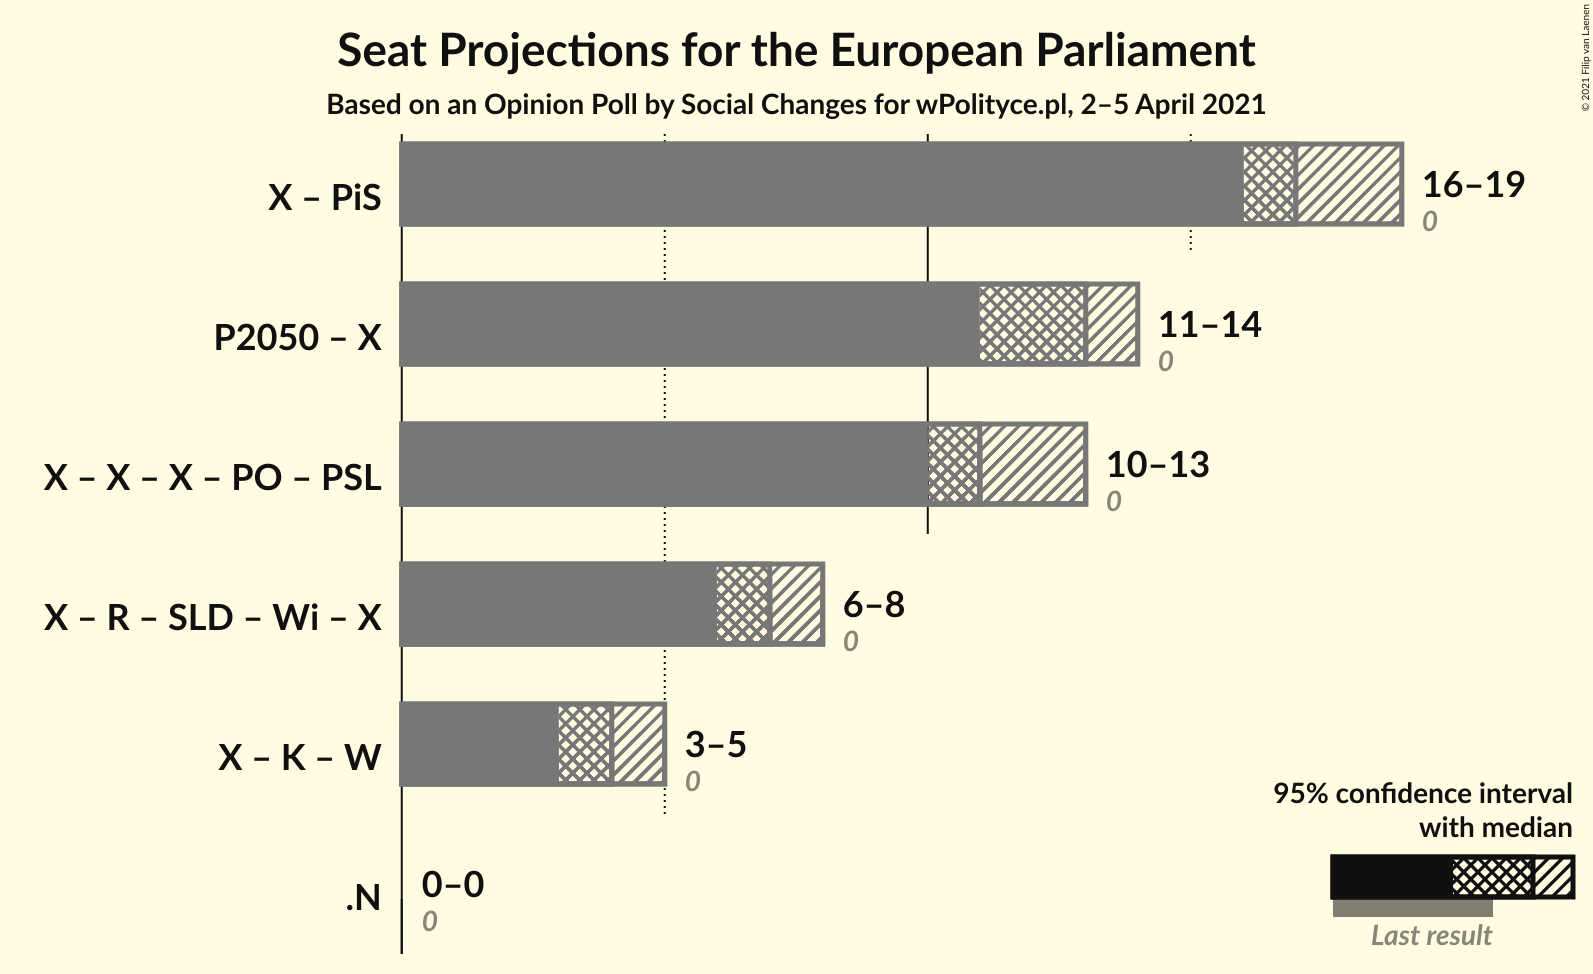 Seat Projections for the European Parliament
Based on an Opinion Poll by Social Changes for wPolityce.pl, 2–5 April 2021
© 2021 Filip van Laenen
X – PiS
16–19
0
P2050 – X
11–14
0
X – X – X – PO – PSL
10–13
0
X – R – SLD – Wi – X
6–8
0
X – K – W
3–5
0
.N
0–0
0
95% confidence interval
with median
Last result